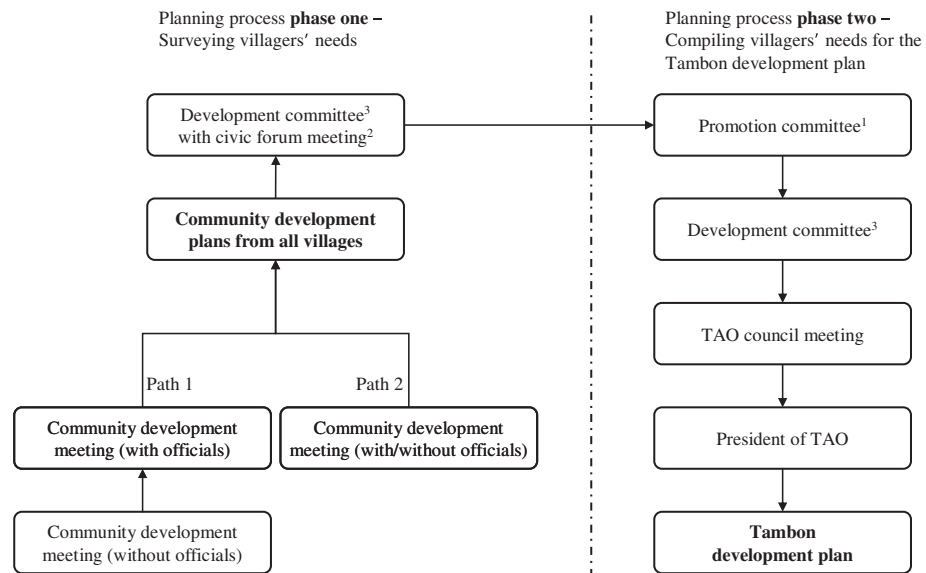 Planning process phase one –
Surveying villagers' needs
Development committee³
with civic forum meeting²
Community development
plans from all villages
Path 1
Path 2
Community development
meeting (with officials)
Community development
meeting (with/without officials)
Community development
meeting (without officials)
Planning process phase two –
Compiling villagers' needs for the
Tambon development plan
Promotion committee¹
Development committee³
TAO council meeting
President of TAO
Tambon
development plan